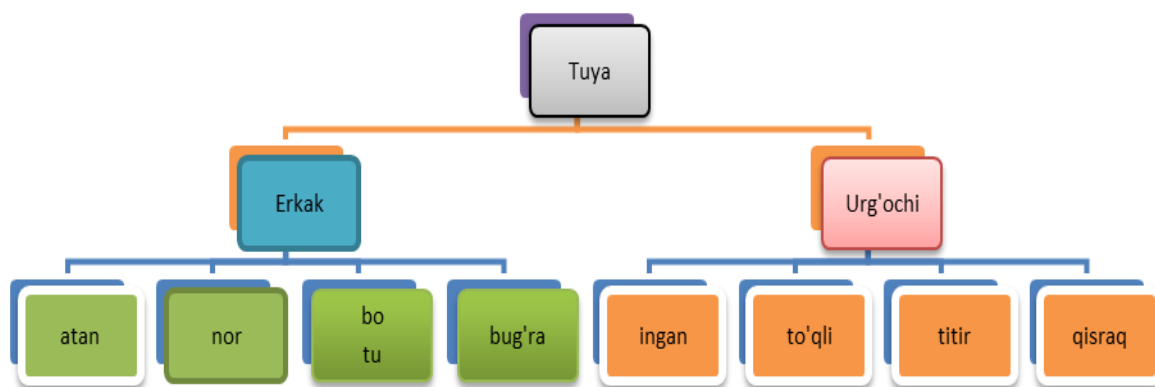 Tuya
Erkak
Urg'ochi
atan
nor
bo
tu
bug'ra
ingan
to'qli
titir
qisraq